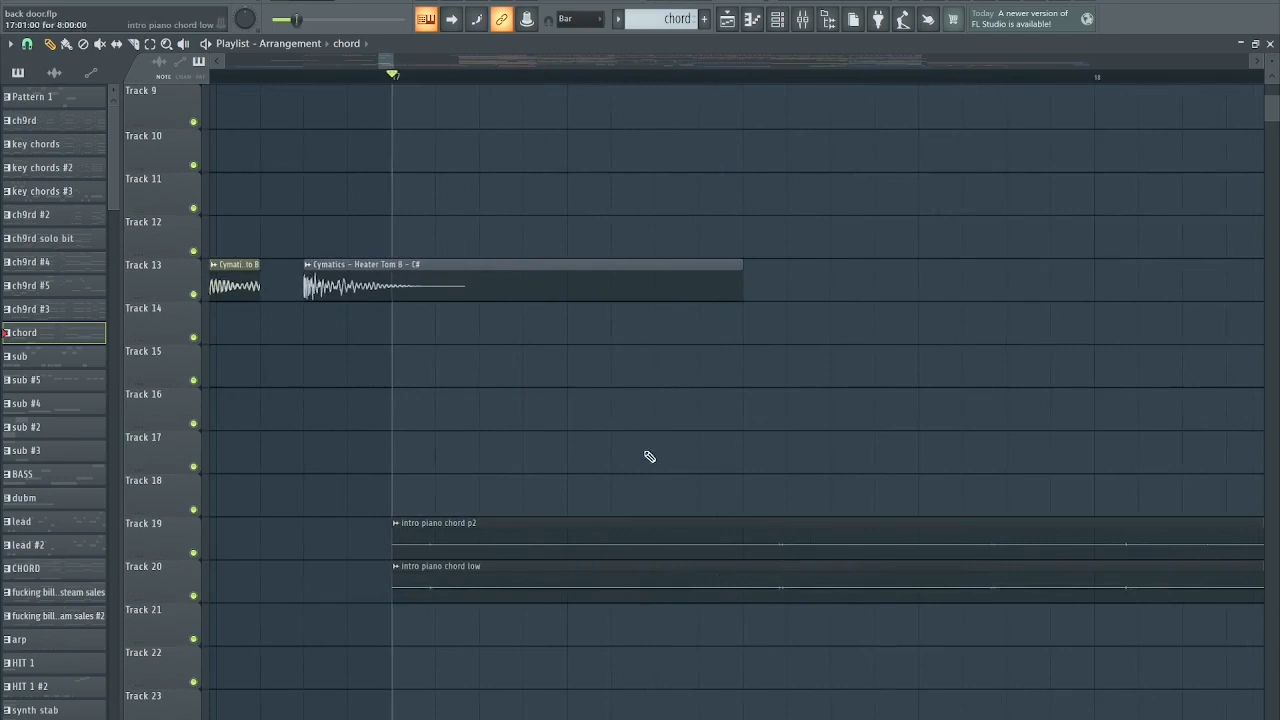 back door.flp
17:01:00 for 8:00:00
intro piano chord low
Bar
chord
Today A newer version of
FL Studio is available!
Playlist - Arrangement › chord ›
NOTE
CHAN
PAT
17
18
Pattern 1
ch9rd
key chords
key chords #2
key chords #3
ch9rd #2
ch9rd solo bit
ch9rd #4
ch9rd #5
ch9rd #3
chord
sub
sub #5
sub #4
sub #2
sub #3
BASS
dubm
lead
lead #2
CHORD
fucking bill..steam sales
fucking bill..am sales #2
arp
HIT 1
HIT 1 #2
synth stab
Track 9
Track 10
Track 11
Track 12
Track 13
Cymati..to B
Cymatics - Heater Tom B - C#
Track 14
Track 15
Track 16
Track 17
Track 18
Track 19
intro piano chord p2
Track 20
intro piano chord low
Track 21
Track 22
Track 23